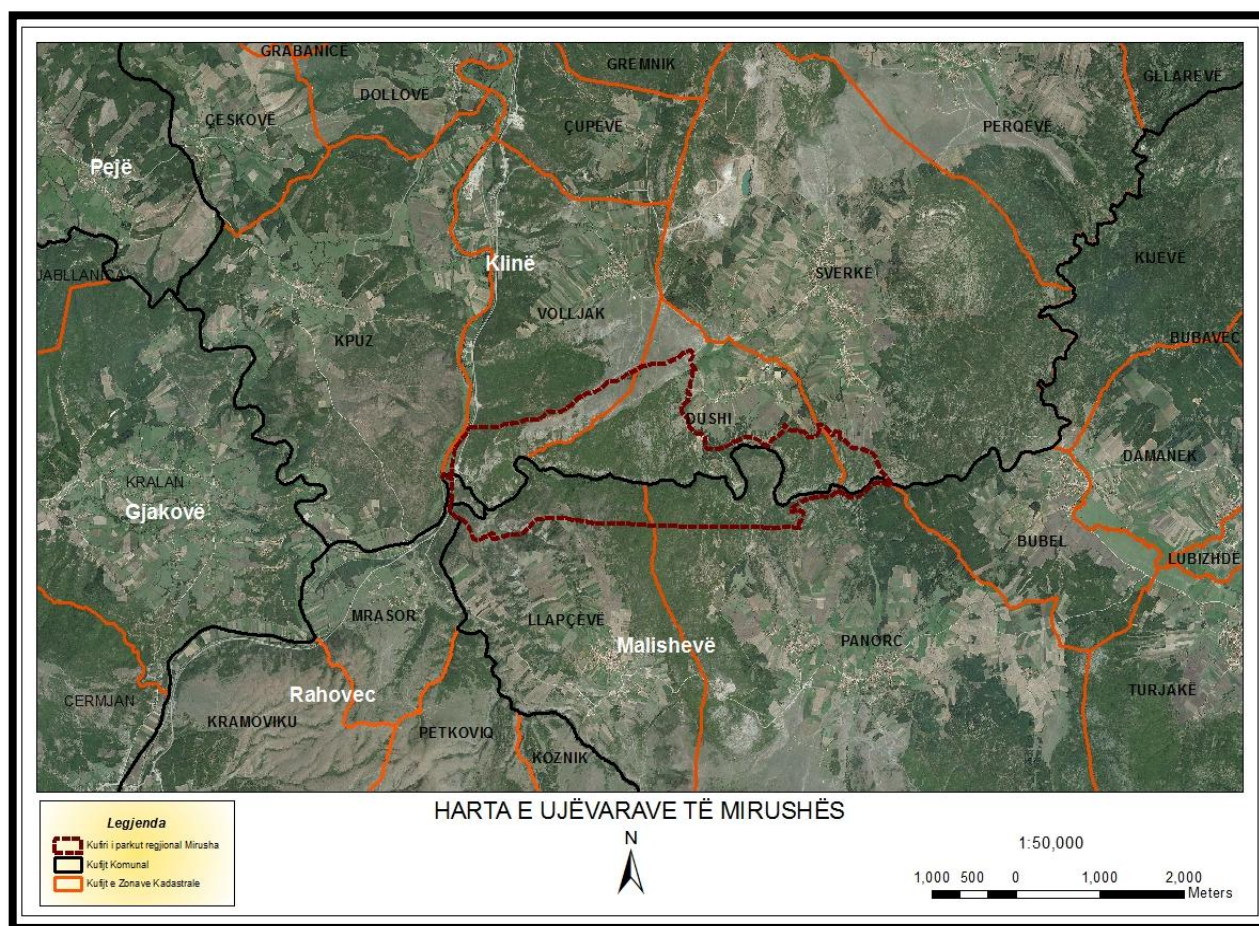 GRABANICË
GREMNIK
GLLAREVË
DOLLOVË
ÇESKOVË
ÇUPEVË
PERQEVË
Pejë
KIJEVË
JABLLANICA
Klinë
SVERKË
VOLLJAK
KPUZ
BUBAVEC
DUSHI
DAMANEK
KRALAN
Gjakovë
BUBEL
LUBIZHDË
MRASOR
LLAPÇEVË
Malishevë
PANORC
CERMJAN
Rahovec
TURJAKË
KRAMOVIKU
PETKOVIQ
KOZNIK
HARTA E UJËVARAVE TË MIRUSHËS
Legjenda
Kufiri i parkut regjional Mirusha
Kufijt Komunal
Kufijt e Zonave Kadastrale
N
1:50,000
1,000 500 0 1,000 2,000
Meters